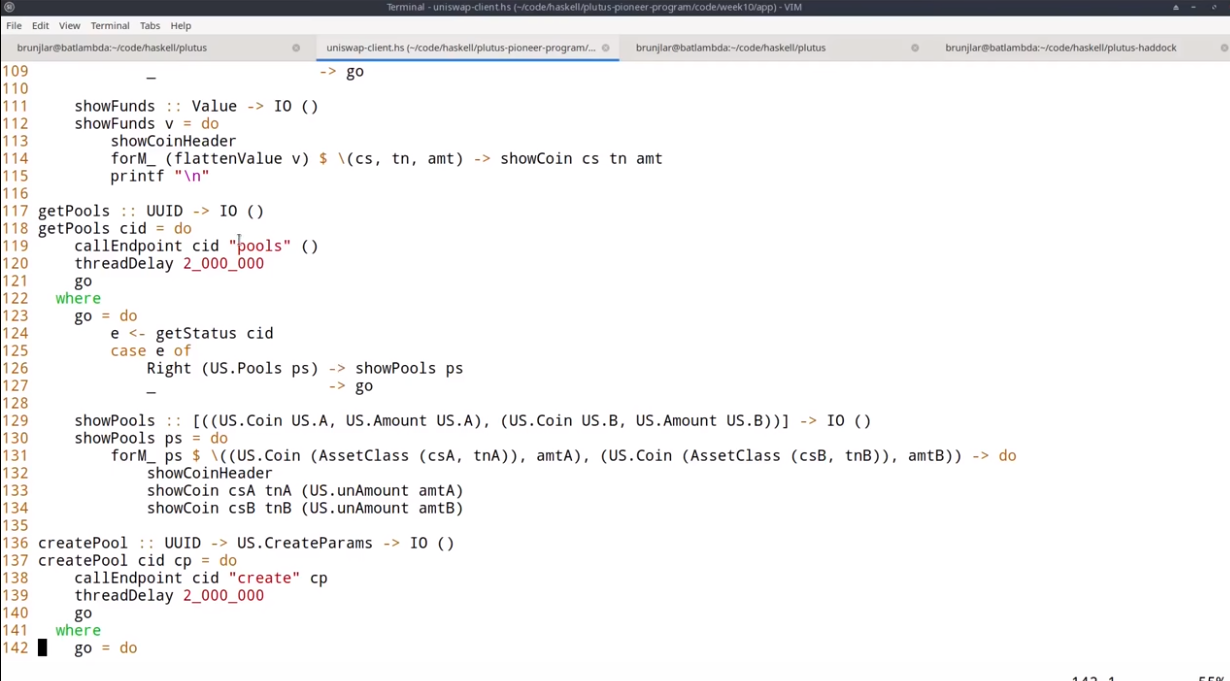 Terminal - uniswap-client.hs (~/code/haskell/plutus-pioneer-program/code/week10/app) - VIM
File Edit View Terminal Tabs Help
brunjlar@batlambda:~/code/haskell/plutus uniswap-client.hs (~/code/haskell/plutus-pioneer-program/... brunjlar@batlambda:~/code/haskell/plutus brunjlar@batlambda:~/code/haskell/plutus-haddock
109             _                  -> go
110
111     showFunds :: Value -> IO ()
112     showFunds v = do
113         showCoinHeader
114         forM_ (flattenValue v) $ \(cs, tn, amt) -> showCoin cs tn amt
115         printf "\n"
116
117 getPools :: UUID -> IO ()
118 getPools cid = do
119     callEndpoint cid "pools" ()
120     threadDelay 2_000_000
121     go
122   where
123     go = do
124         e <- getStatus cid
125         case e of
126             Right (US.Pools ps) -> showPools ps
127             _                   -> go
128
129     showPools :: [((US.Coin US.A, US.Amount US.A), (US.Coin US.B, US.Amount US.B))] -> IO ()
130     showPools ps = do
131         forM_ ps $ \((US.Coin (AssetClass (csA, tnA)), amtA), (US.Coin (AssetClass (csB, tnB)), amtB)) -> do
132             showCoinHeader
133             showCoin csA tnA (US.unAmount amtA)
134             showCoin csB tnB (US.unAmount amtB)
135
136 createPool :: UUID -> US.CreateParams -> IO ()
137 createPool cid cp = do
138     callEndpoint cid "create" cp
139     threadDelay 2_000_000
140     go
141   where
142     go = do